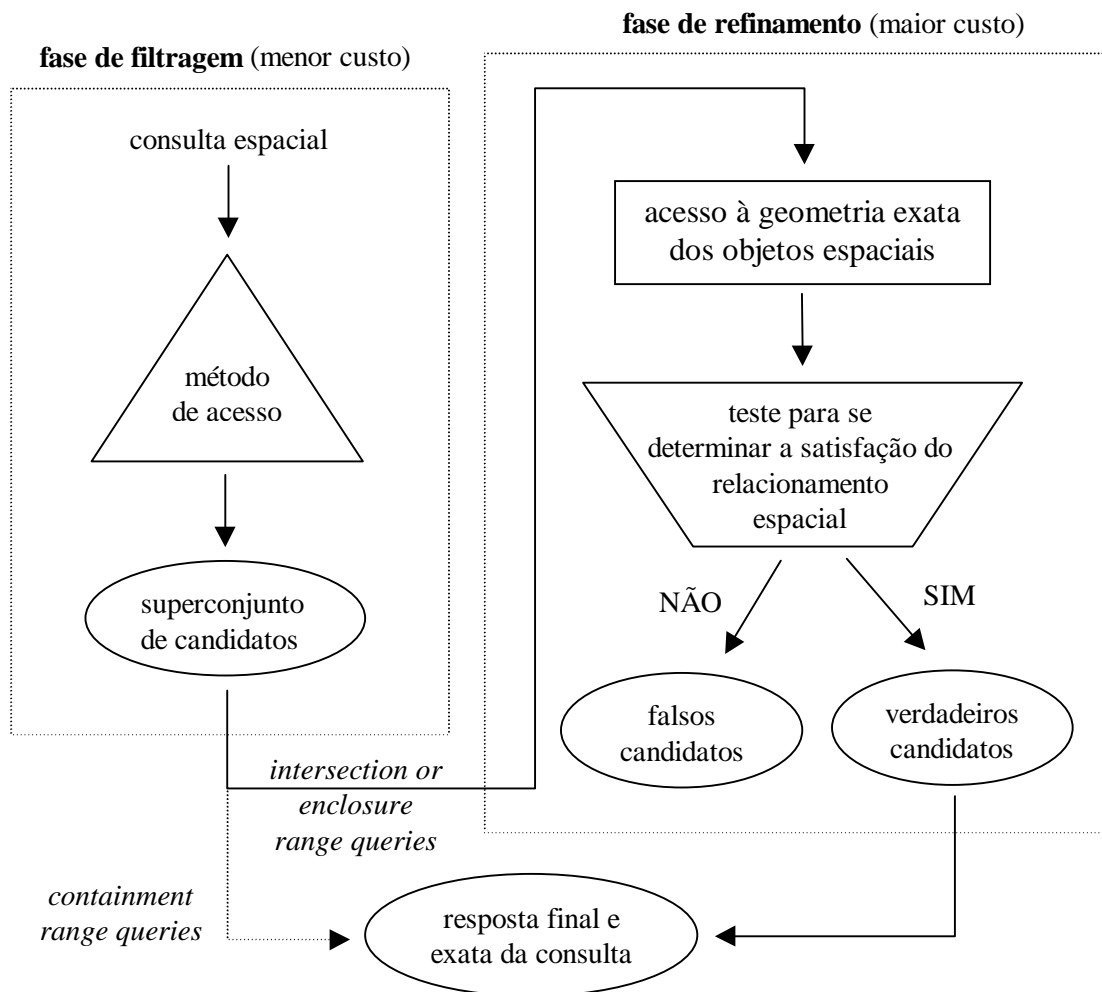 fase de filtragem (menor custo)
consulta espacial
método
de acesso
superconjunto
de candidatos
intersection or
enclosure
range queries
containment
range queries
fase de refinamento (maior custo)
acesso à geometria exata
dos objetos espaciais
teste para se
determinar a satisfação do
relacionamento
espacial
NÃO
SIM
falsos
candidatos
verdadeiros
candidatos
resposta final e
exata da consulta